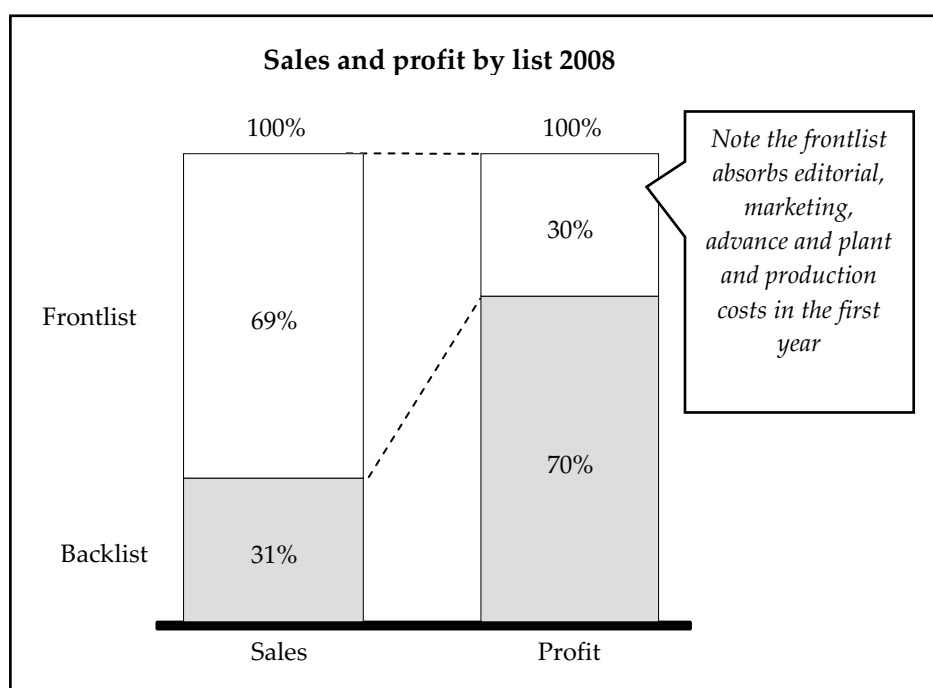 Sales and profit by list 2008
100%
100%
Note the frontlist
absorbs editorial,
marketing,
advance and plant
and production
costs in the first
year
30%
Frontlist
69%
70%
Backlist
31%
Sales
Profit